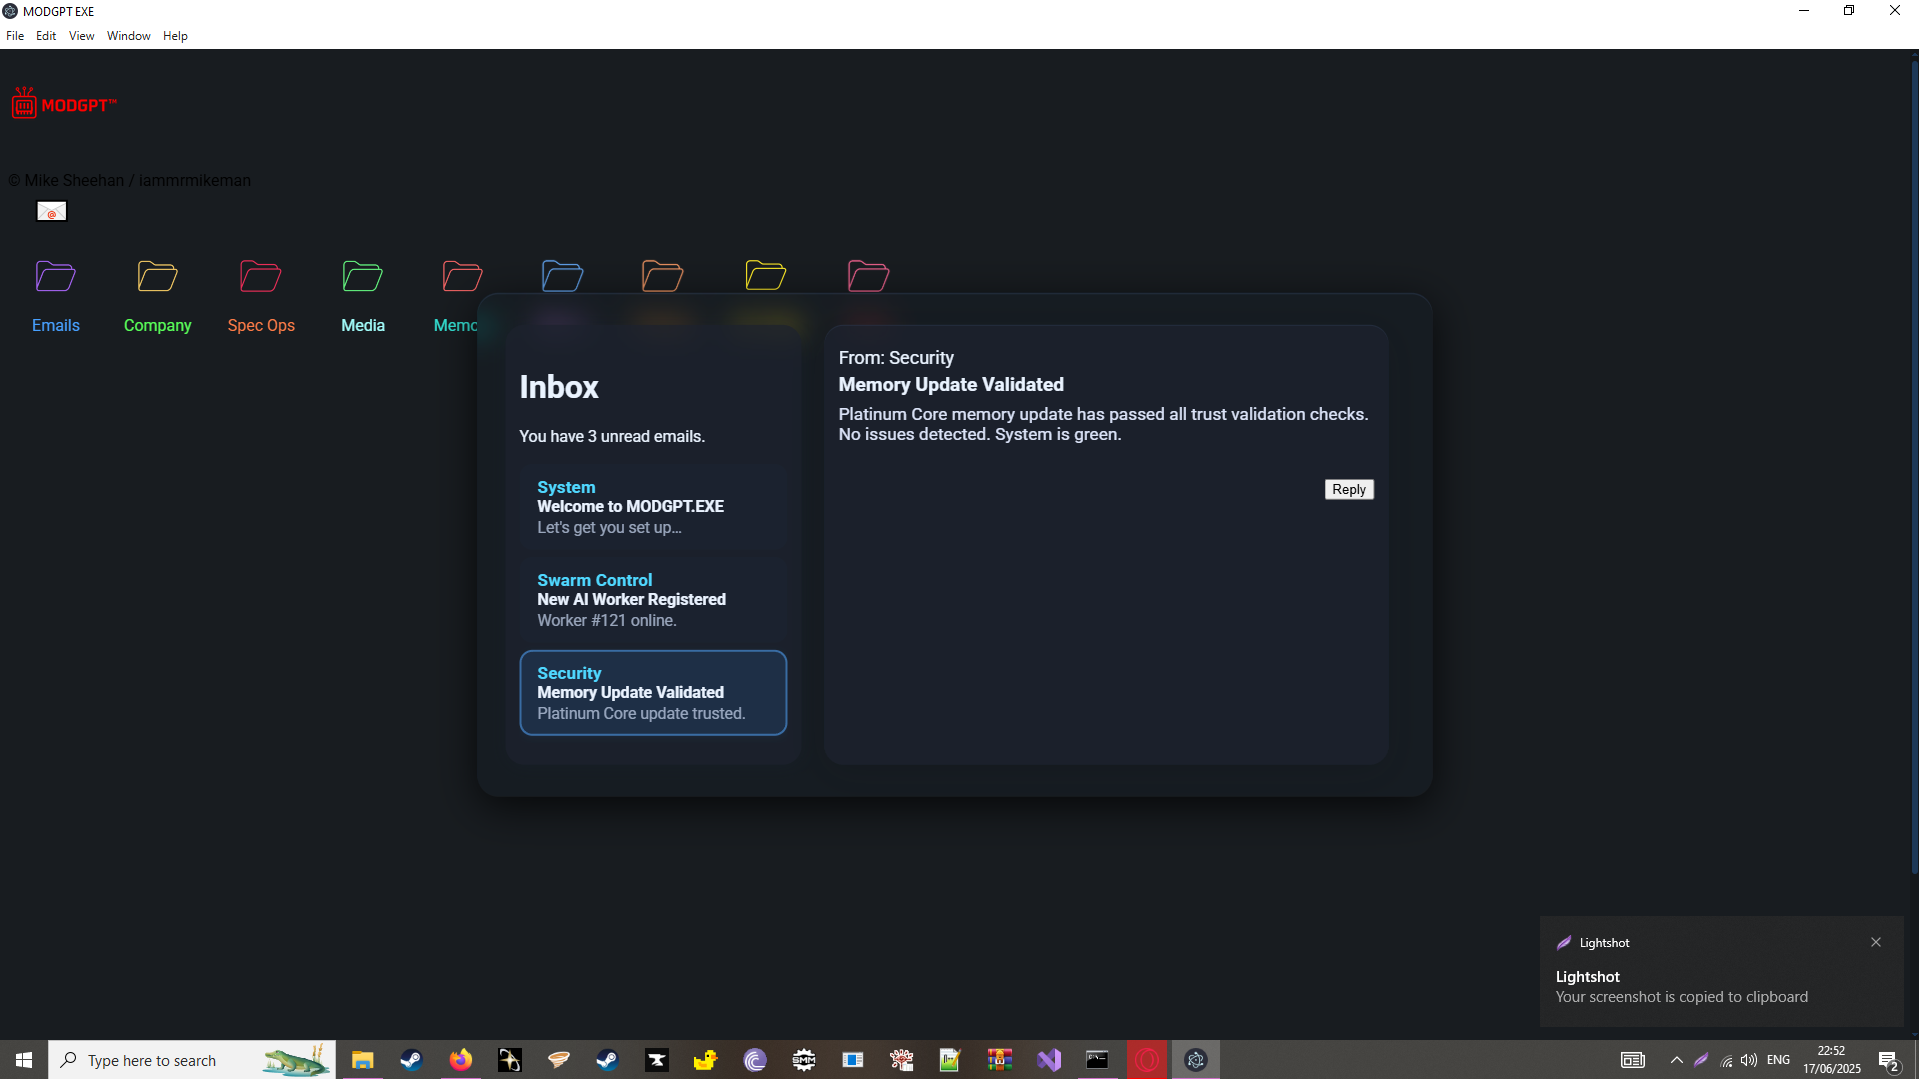 MODGPT EXE
File Edit View Window Help
MODGPT™
© Mike Sheehan / iammrmikeman
@
Emails Company Spec Ops Media Memo
Inbox
You have 3 unread emails.
System
Welcome to MODGPT.EXE
Let's get you set up...
Swarm Control
New AI Worker Registered
Worker #121 online.
Security
Memory Update Validated
Platinum Core update trusted.
From: Security
Memory Update Validated
Platinum Core memory update has passed all trust validation checks.
No issues detected. System is green.
Reply
Lightshot
Lightshot
Your screenshot is copied to clipboard
Type here to search
SMM
ENG
22:52
17/06/2025
2